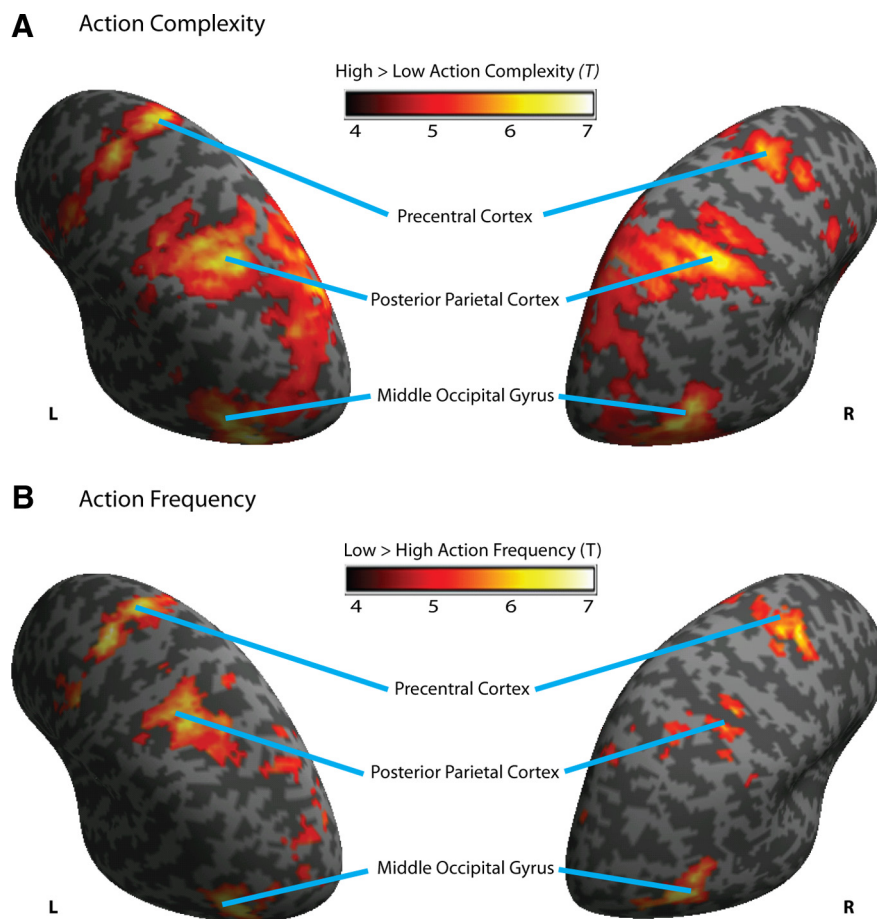 A Action Complexity
High > Low Action Complexity (T)
4 5 6 7
Precentral Cortex
Posterior Parietal Cortex
Middle Occipital Gyrus
L R
B Action Frequency
Low > High Action Frequency (T)
4 5 6 7
Precentral Cortex
Posterior Parietal Cortex
Middle Occipital Gyrus
L R